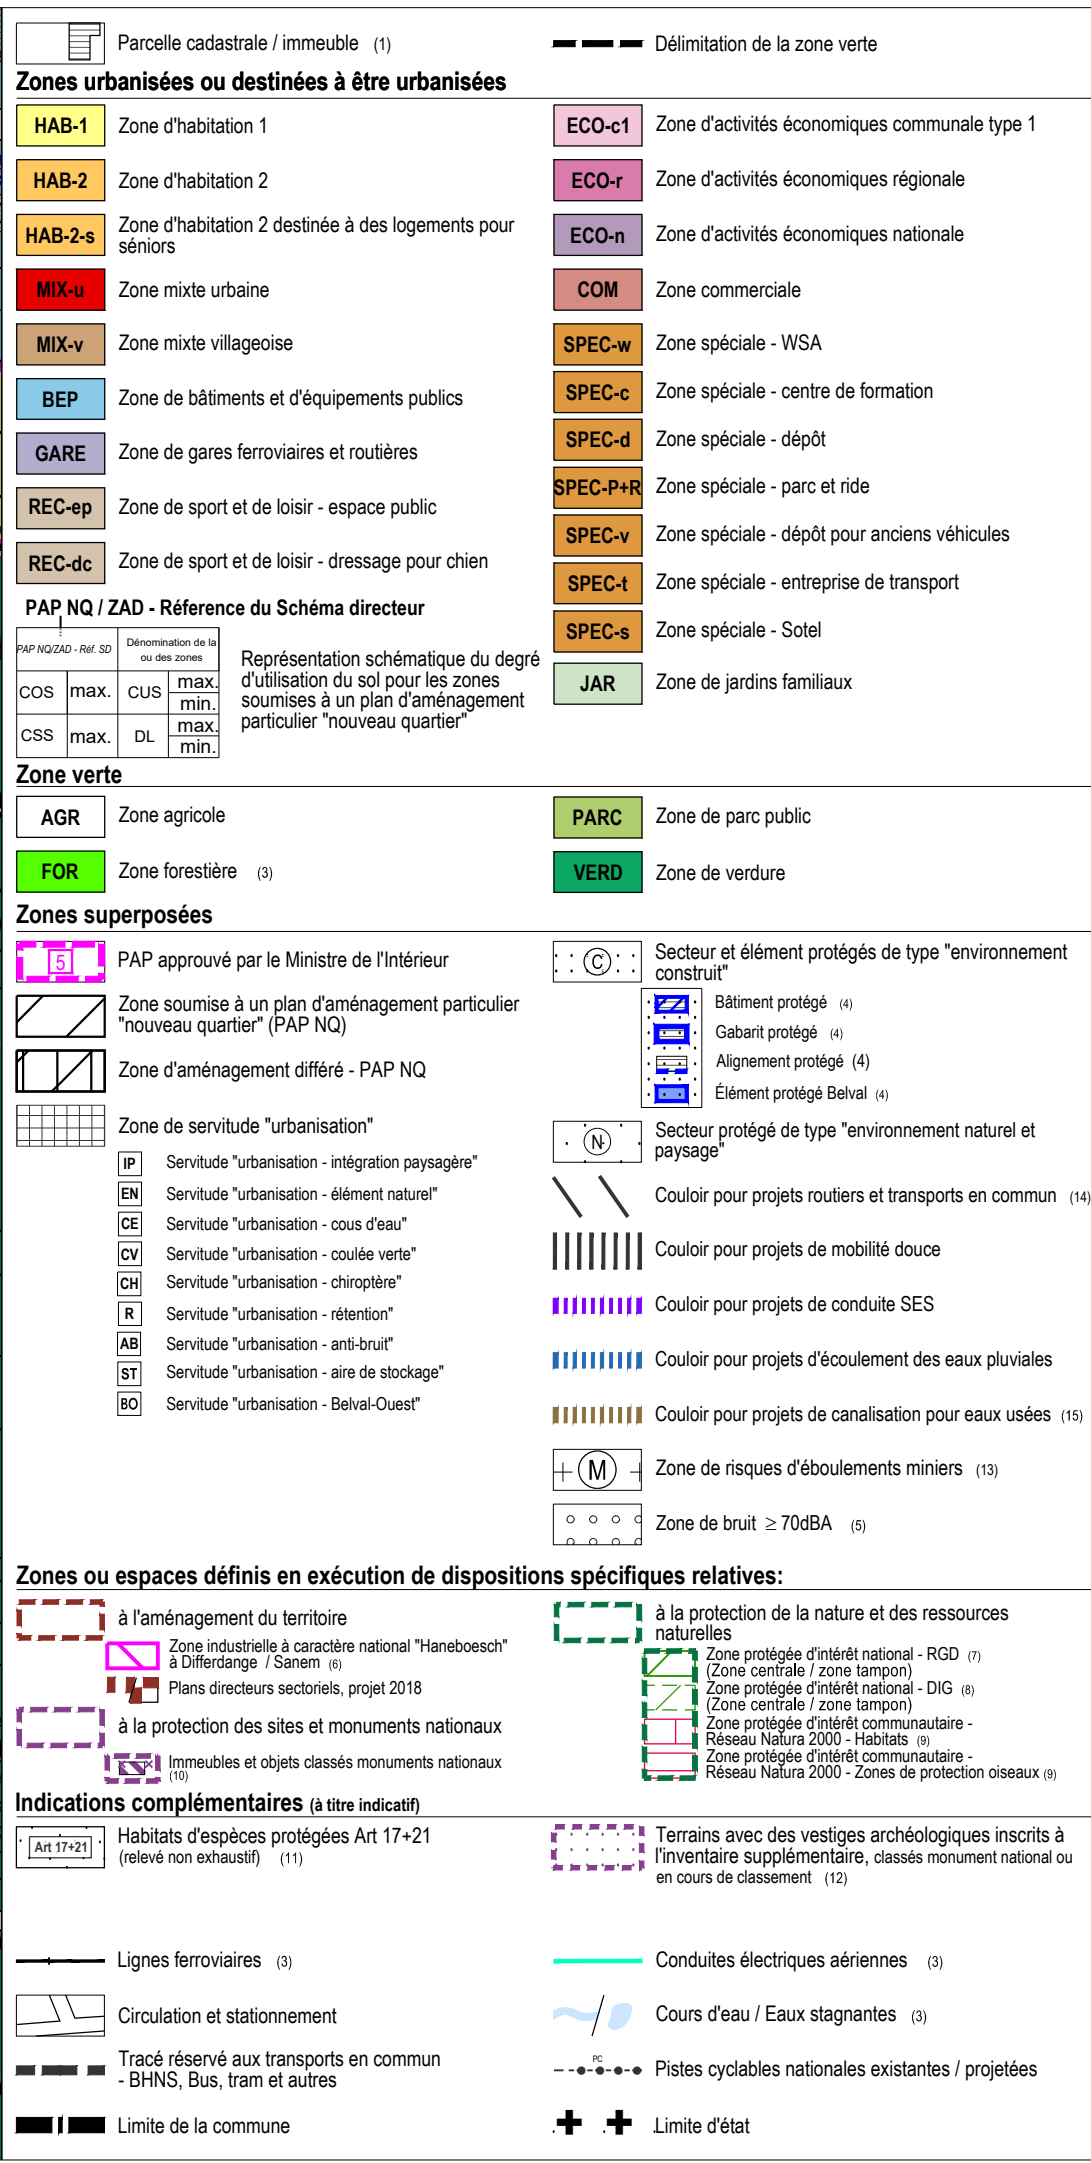 Parcelle cadastrale / immeuble (1)
Délimitation de la zone verte
Zones urbanisées ou destinées à être urbanisées
HAB-1 Zone d'habitation 1
HAB-2 Zone d'habitation 2
HAB-2-s Zone d'habitation 2 destinée à des logements pour
séniors
MIX-u Zone mixte urbaine
MIX-v Zone mixte villageoise
BEP Zone de bâtiments et d'équipements publics
GARE Zone de gares ferroviaires et routières
REC-ep Zone de sport et de loisir - espace public
REC-dc Zone de sport et de loisir - dressage pour chien
ECO-c1 Zone d'activités économiques communale type 1
ECO-r Zone d'activités économiques régionale
ECO-n Zone d'activités économiques nationale
COM Zone commerciale
SPEC-w Zone spéciale - WSA
SPEC-c Zone spéciale - centre de formation
SPEC-d Zone spéciale - dépôt
SPEC-P+R Zone spéciale - parc et ride
SPEC-v Zone spéciale - dépôt pour anciens véhicules
SPEC-t Zone spéciale - entreprise de transport
SPEC-s Zone spéciale - Sotel
JAR Zone de jardins familiaux
PAP NQ / ZAD - Réference du Schéma directeur
PAP NQ/ZAD - Réf. SD
Dénomination de la
ou des zones
COS max. CUS max.
min.
CSS max. DL max.
min.
Représentation schématique du degré
d'utilisation du sol pour les zones
soumises à un plan d'aménagement
particulier "nouveau quartier"
Zone verte
AGR Zone agricole
FOR Zone forestière (3)
PARC Zone de parc public
VERD Zone de verdure
Zones superposées
5 PAP approuvé par le Ministre de l'Intérieur
Zone soumise à un plan d'aménagement particulier
"nouveau quartier" (PAP NQ)
Zone d'aménagement différé - PAP NQ
Zone de servitude "urbanisation"
IP Servitude "urbanisation - intégration paysagère"
EN Servitude "urbanisation - élément naturel"
CE Servitude "urbanisation - cous d'eau"
CV Servitude "urbanisation - coulée verte"
CH Servitude "urbanisation - chiroptère"
R Servitude "urbanisation - rétention"
AB Servitude "urbanisation - anti-bruit"
ST Servitude "urbanisation - aire de stockage"
BO Servitude "urbanisation - Belval-Ouest"
C Secteur et élément protégés de type "environnement
construit"
Bâtiment protégé (4)
Gabarit protégé (4)
Alignement protégé (4)
Élément protégé Belval (4)
N Secteur protégé de type "environnement naturel et
paysage"
Couloir pour projets routiers et transports en commun (14)
Couloir pour projets de mobilité douce
Couloir pour projets de conduite SES
Couloir pour projets d'écoulement des eaux pluviales
Couloir pour projets de canalisation pour eaux usées (15)
M Zone de risques d'éboulements miniers (13)
Zone de bruit ≥ 70dBA (5)
Zones ou espaces définis en exécution de dispositions spécifiques relatives:
à l'aménagement du territoire
Zone industrielle à caractère national "Haneboesch"
à Differdange / Sanem (6)
Plans directeurs sectoriels, projet 2018
à la protection des sites et monuments nationaux
Immeubles et objets classés monuments nationaux
(10)
à la protection de la nature et des ressources
naturelles
Zone protégée d'intérêt national - RGD (7)
(Zone centrale / zone tampon)
Zone protégée d'intérêt national - DIG (8)
(Zone centrale / zone tampon)
Zone protégée d'intérêt communautaire -
Réseau Natura 2000 - Habitats (9)
Zone protégée d'intérêt communautaire -
Réseau Natura 2000 - Zones de protection oiseaux (9)
Indications complémentaires (à titre indicatif)
Art 17+21 Habitats d'espèces protégées Art 17+21
(relevé non exhaustif) (11)
Terrains avec des vestiges archéologiques inscrits à
l'inventaire supplémentaire, classés monument national ou
en cours de classement (12)
Lignes ferroviaires (3)
Conduites électriques aériennes (3)
Circulation et stationnement
Cours d'eau / Eaux stagnantes (3)
Tracé réservé aux transports en commun
- BHNS, Bus, tram et autres
PC Pistes cyclables nationales existantes / projetées
Limite de la commune
Limite d'état